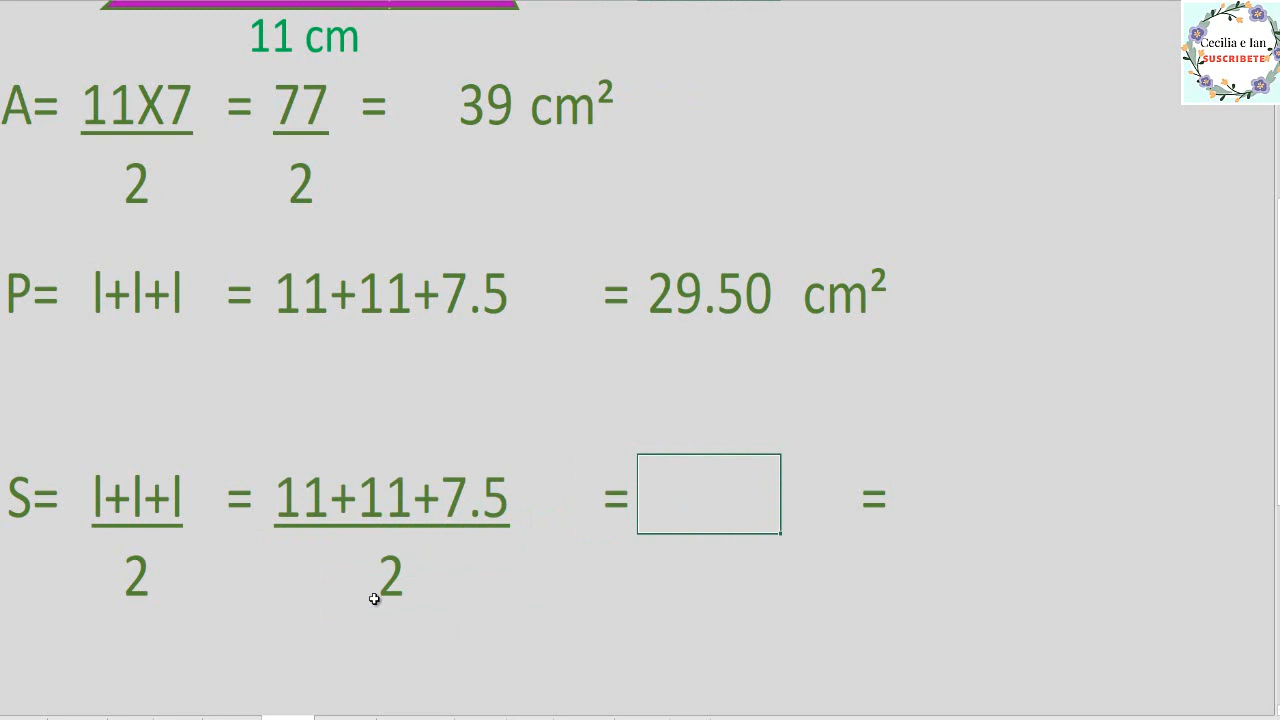 11 cm
Cecilia e Ian
SUSCRIBETE
A= 11X7 = 77 = 39 cm²
2 2
P= l+l+l = 11+11+7.5 = 29.50 cm²
S= l+l+l = 11+11+7.5 = =
2 2